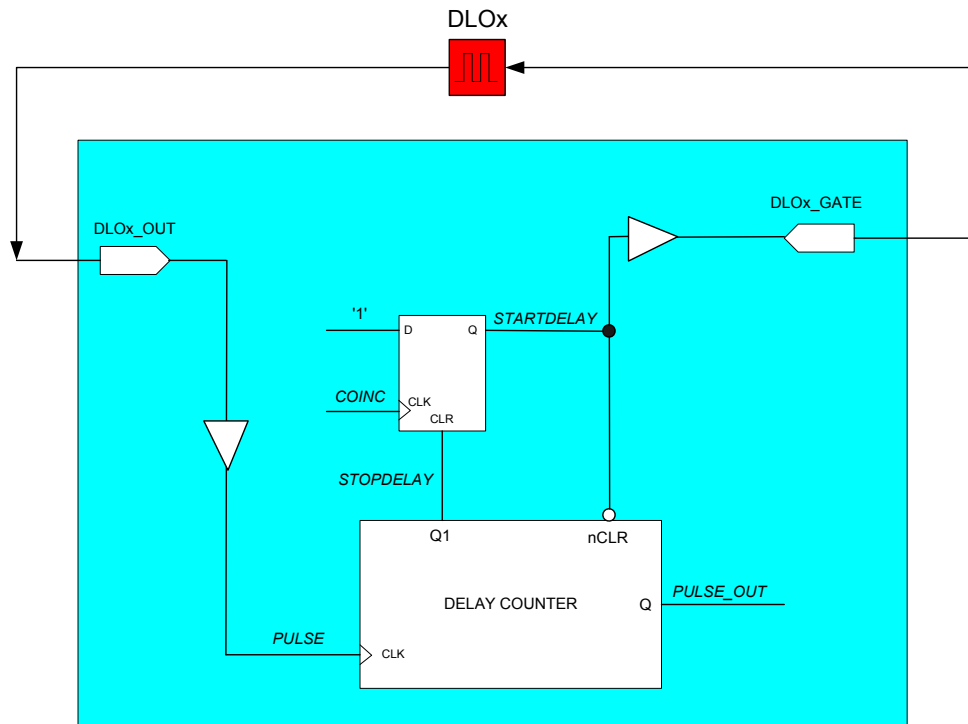 DLOx
DLOx_OUT
DLOx_GATE
'1'
D
Q
STARTDELAY
COINC
CLK
CLR
STOPDELAY
Q1
nCLR
DELAY COUNTER
Q
PULSE_OUT
PULSE
CLK